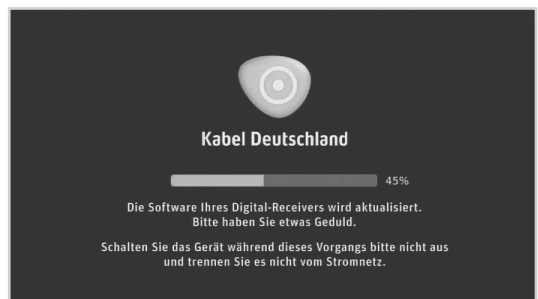 Kabel Deutschland
45%
Die Software Ihres Digital-Receivers wird aktualisiert.
Bitte haben Sie etwas Geduld.
Schalten Sie das Gerät während dieses Vorgangs bitte nicht aus
und trennen Sie es nicht vom Stromnetz.